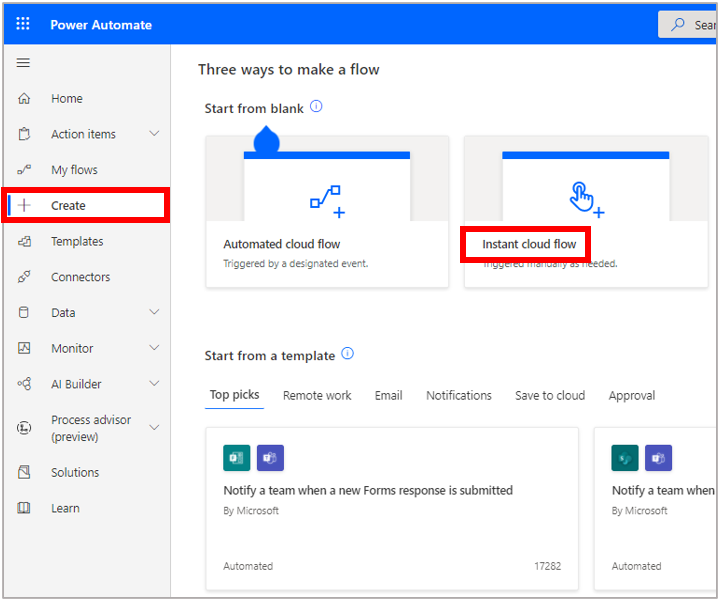 Power Automate
Sear
Home
Action items
My flows
Create
Templates
Connectors
Data
Monitor
AI Builder
Process advisor
(preview)
Solutions
Learn
Three ways to make a flow
Start from blank
Automated cloud flow
Triggered by a designated event.
Instant cloud flow
Triggered manually as needed.
Start from a template
Top picks Remote work Email Notifications Save to cloud Approval
Notify a team when a new Forms response is submitted
By Microsoft
Automated 17282
Notify a team when
By Microsoft
Automated